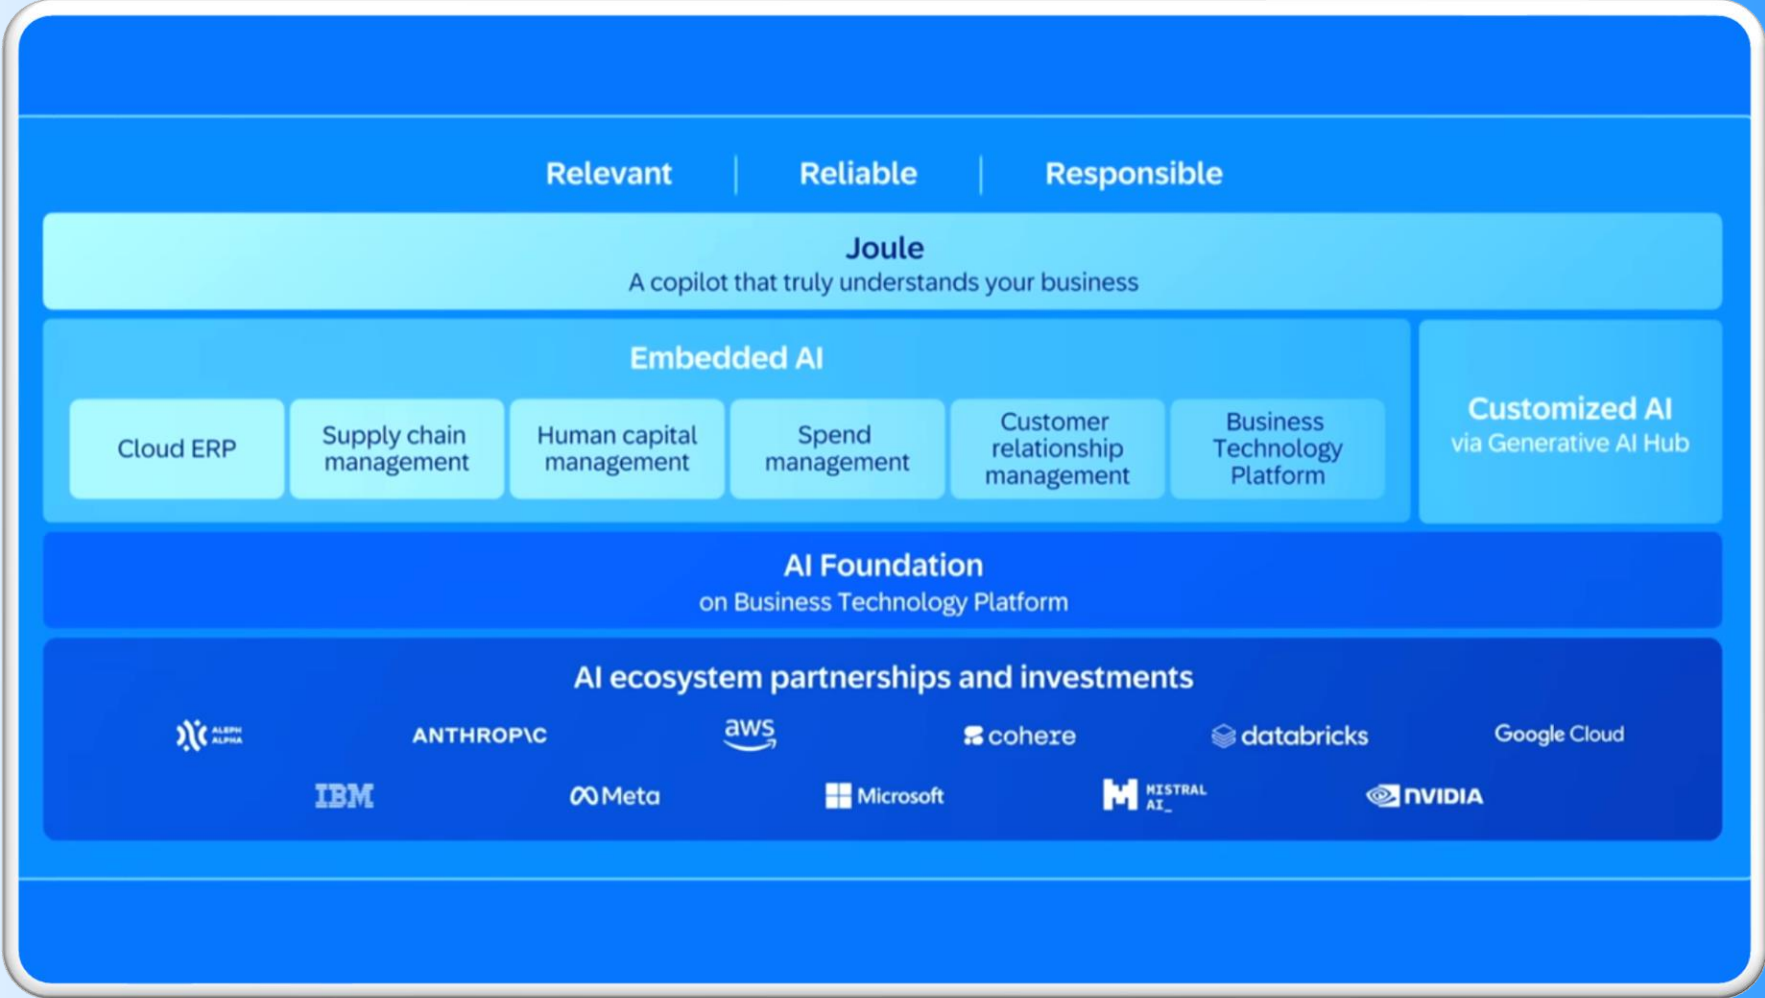 Relevant
Reliable
Responsible
Joule
A copilot that truly understands your business
Embedded AI
Cloud ERP
Supply chain
management
Human capital
management
Spend
management
Customer
relationship
management
Business
Technology
Platform
Customized AI
via Generative AI Hub
AI Foundation
on Business Technology Platform
AI ecosystem partnerships and investments
ALEPH
ALPHA
ANTHROP\C
aws
cohere
databricks
Google Cloud
IBM
Meta
Microsoft
MISTRAL
AI_
NVIDIA